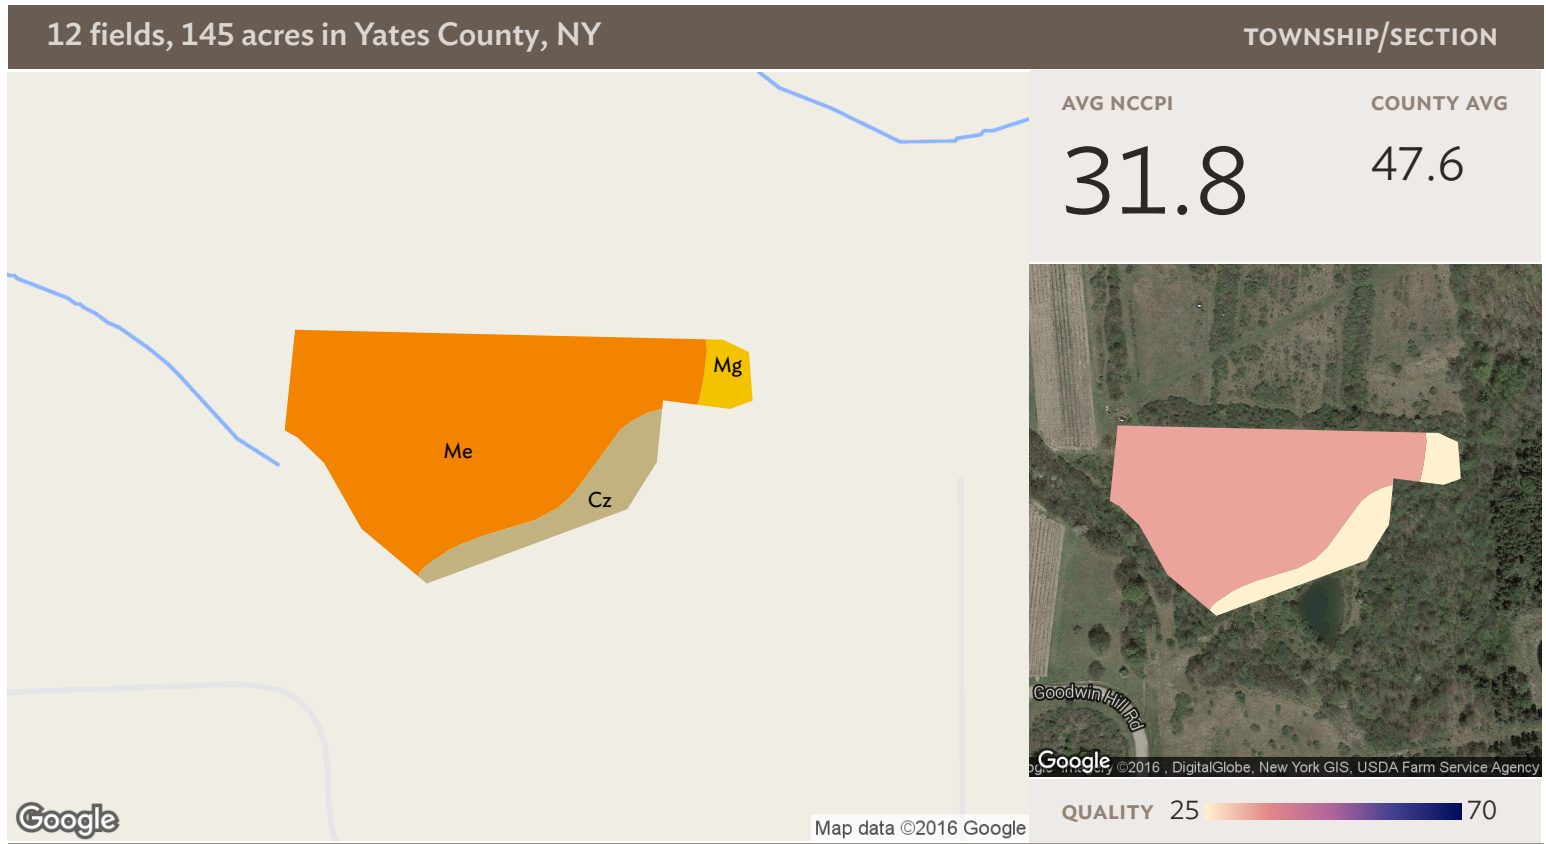 12 fields, 145 acres in Yates County, NY
TOWNSHIP/SECTION
AVG NCCPI
COUNTY AVG
31.8
47.6
Mg
Me
Cz
Google
Map data ©2016 Google
Goodwin Hill Rd
Google
©2016 , DigitalGlobe, New York GIS, USDA Farm Service Agency
QUALITY 25 70